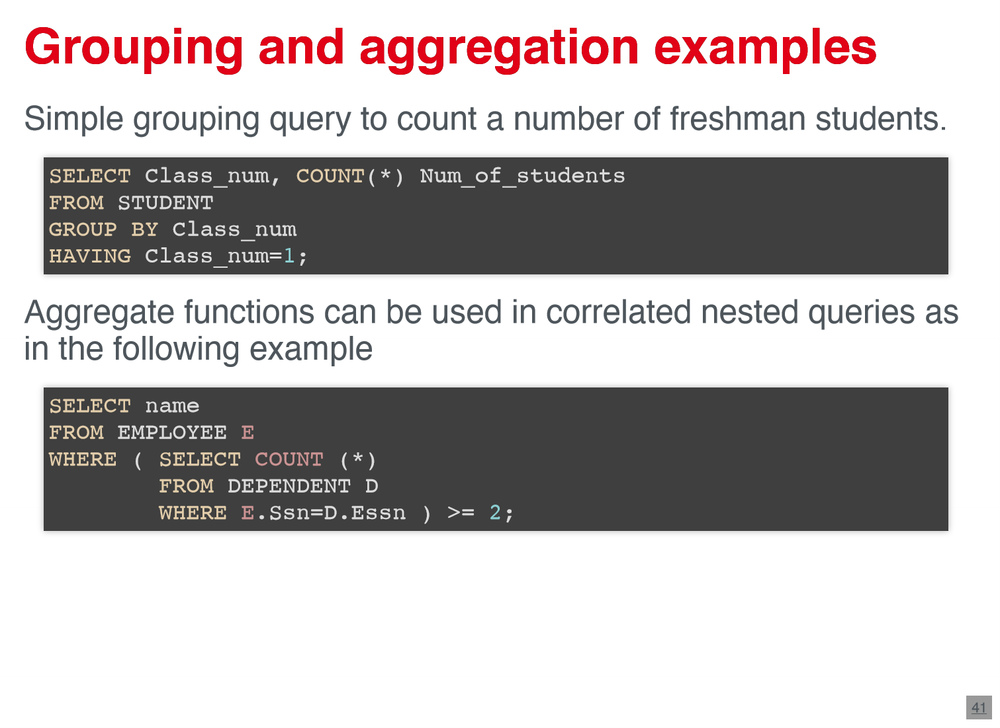 Grouping and aggregation examples
Simple grouping query to count a number of freshman students.
SELECT Class_num, COUNT(*) Num_of_students
FROM STUDENT
GROUP BY Class_num
HAVING Class_num=1;
Aggregate functions can be used in correlated nested queries as
in the following example
SELECT name
FROM EMPLOYEE E
WHERE ( SELECT COUNT (*)
        FROM DEPENDENT D
        WHERE E.Ssn=D.Essn ) >= 2;
41